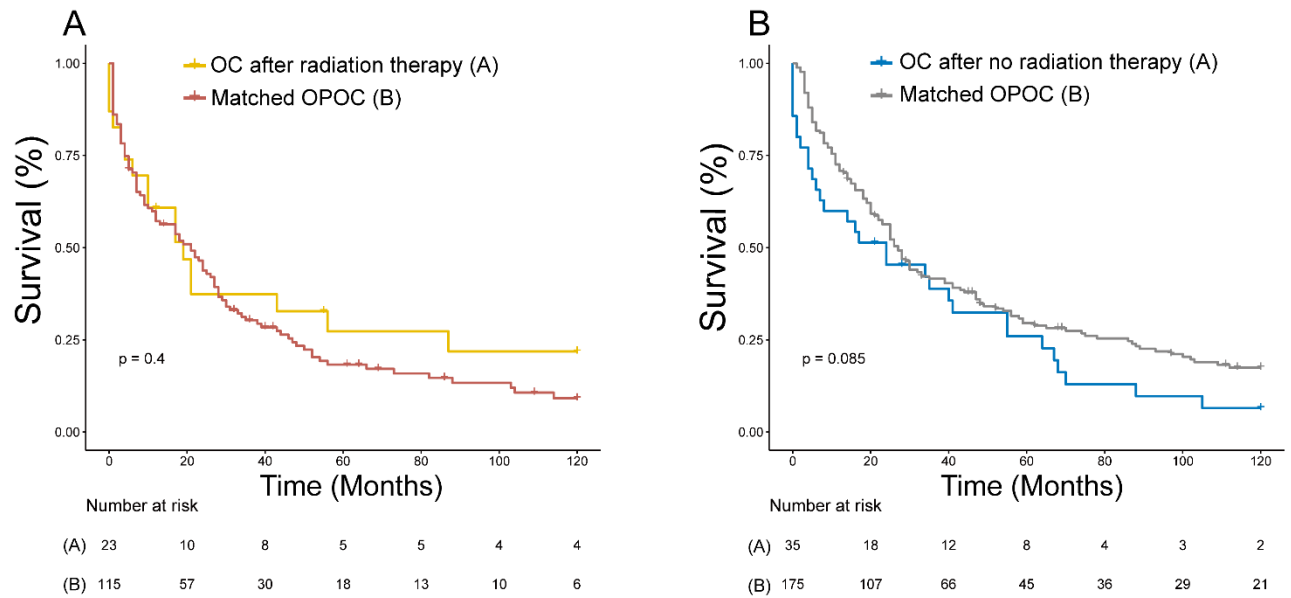 A
OC after radiation therapy (A)
Matched OPOC (B)
Survival (%)
1.00
0.75
0.50
0.25
0.00
p = 0.4
0 20 40 60 80 100 120
Time (Months)
Number at risk
(A) 23 10 8 5 5 4 4
(B) 115 57 30 18 13 10 6
B
OC after no radiation therapy (A)
Matched OPOC (B)
Survival (%)
1.00
0.75
0.50
0.25
0.00
p = 0.085
0 20 40 60 80 100 120
Time (Months)
Number at risk
(A) 35 18 12 8 4 3 2
(B) 175 107 66 45 36 29 21